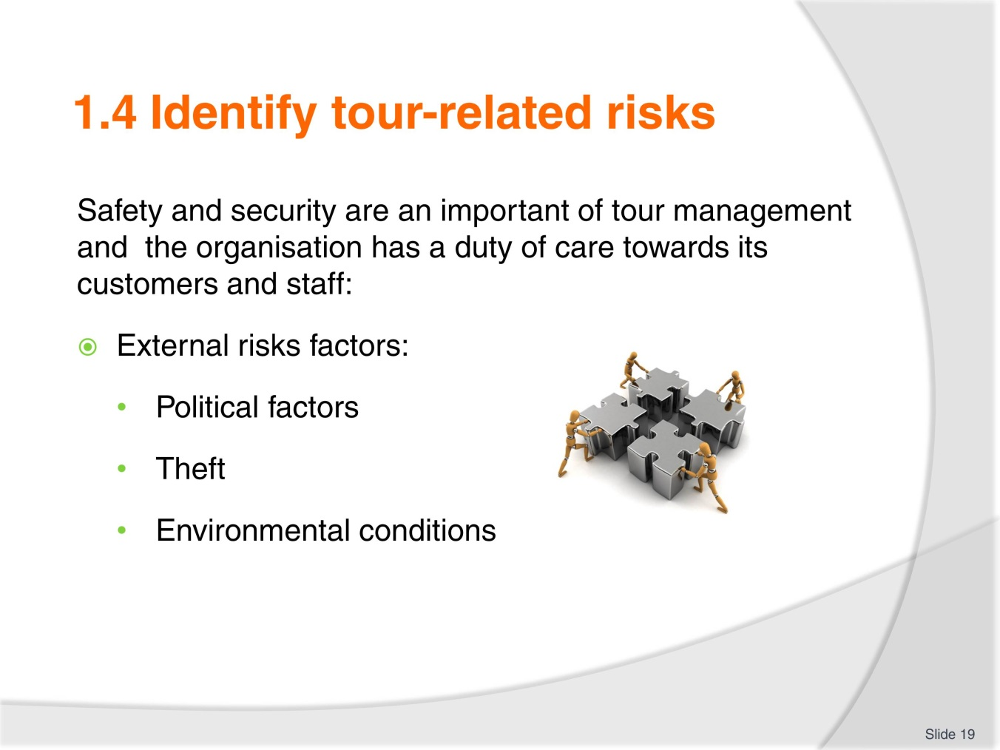 1.4 Identify tour-related risks
Safety and security are an important of tour management
and  the organisation has a duty of care towards its
customers and staff:
External risks factors:
Political factors
Theft
Environmental conditions
Slide 19